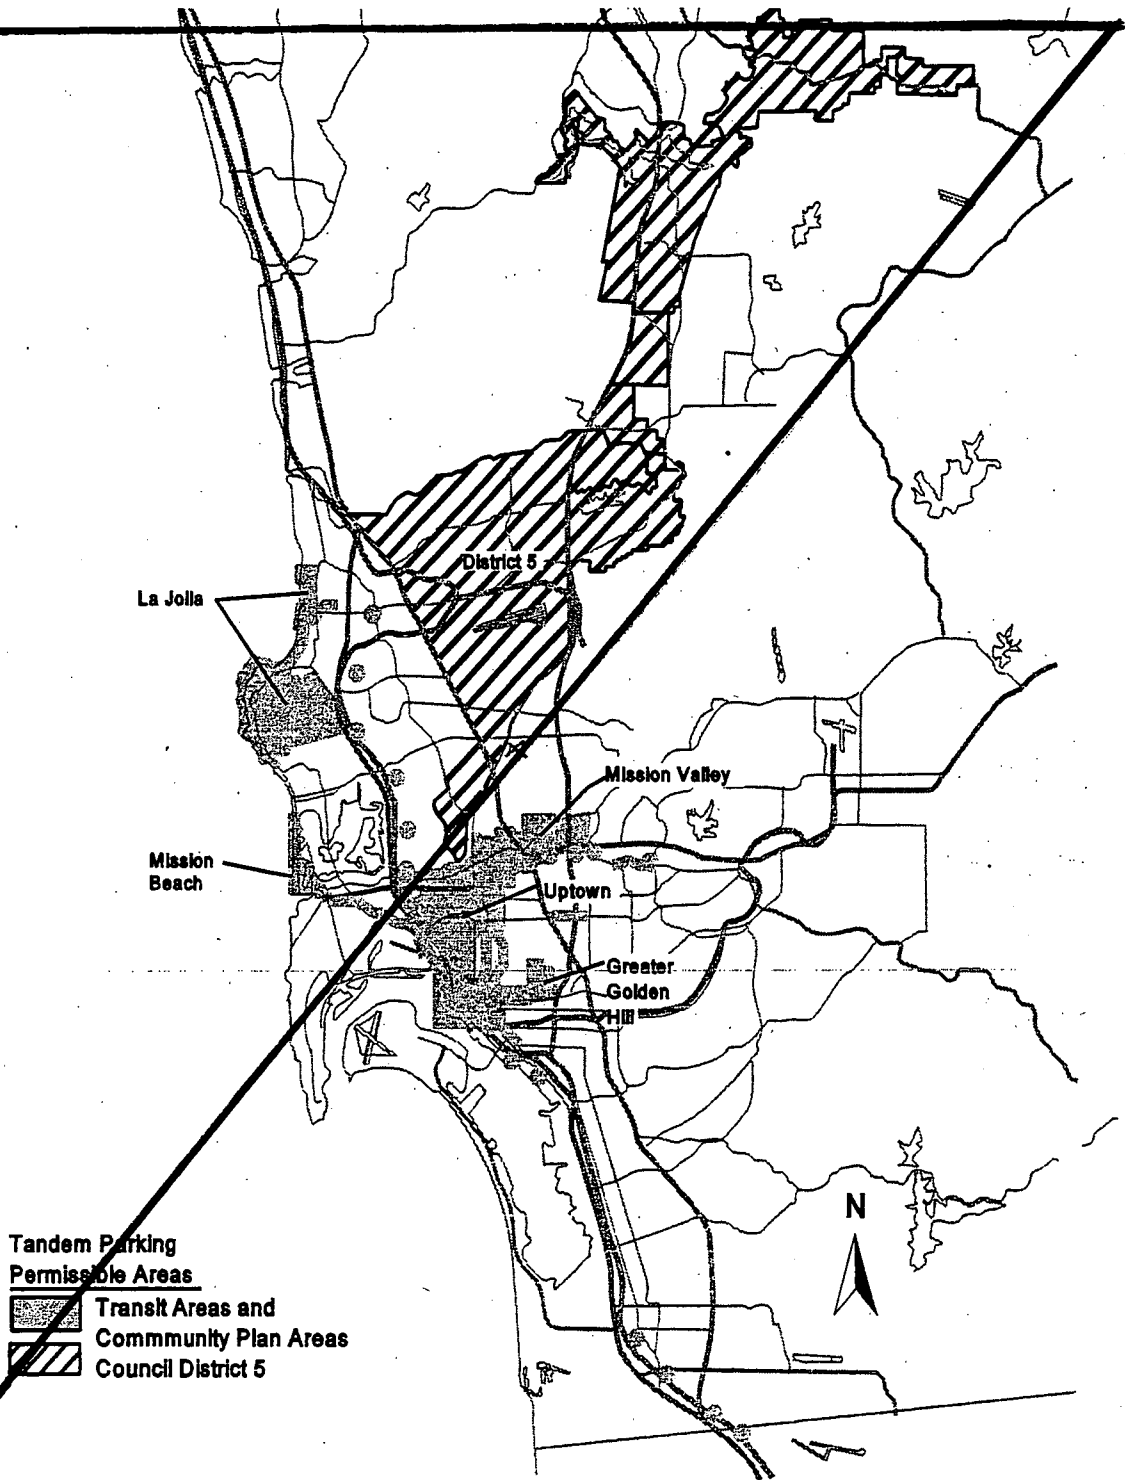 District 5
La Jolla
Mission Valley
Mission
Beach
Uptown
Greater
Golden
Hill
N
Tandem Parking
Permissible Areas
Transit Areas and
Commmunity Plan Areas
Council District 5